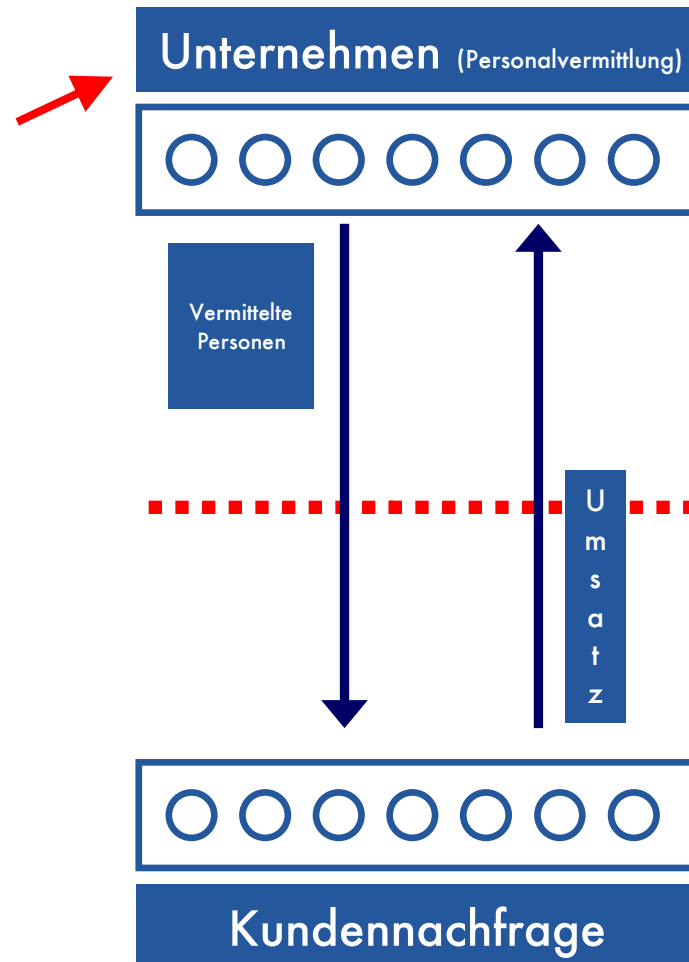 Unternehmen (Personalvermittlung)
Vermittelte
Personen
U
m
s
a
t
z
Kundennachfrage